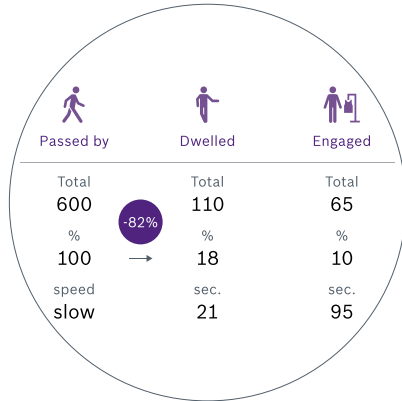 Passed by Dwelled Engaged
Total Total Total
600 110 65
-82%
% % %
100 → 18 10
speed sec. sec.
slow 21 95